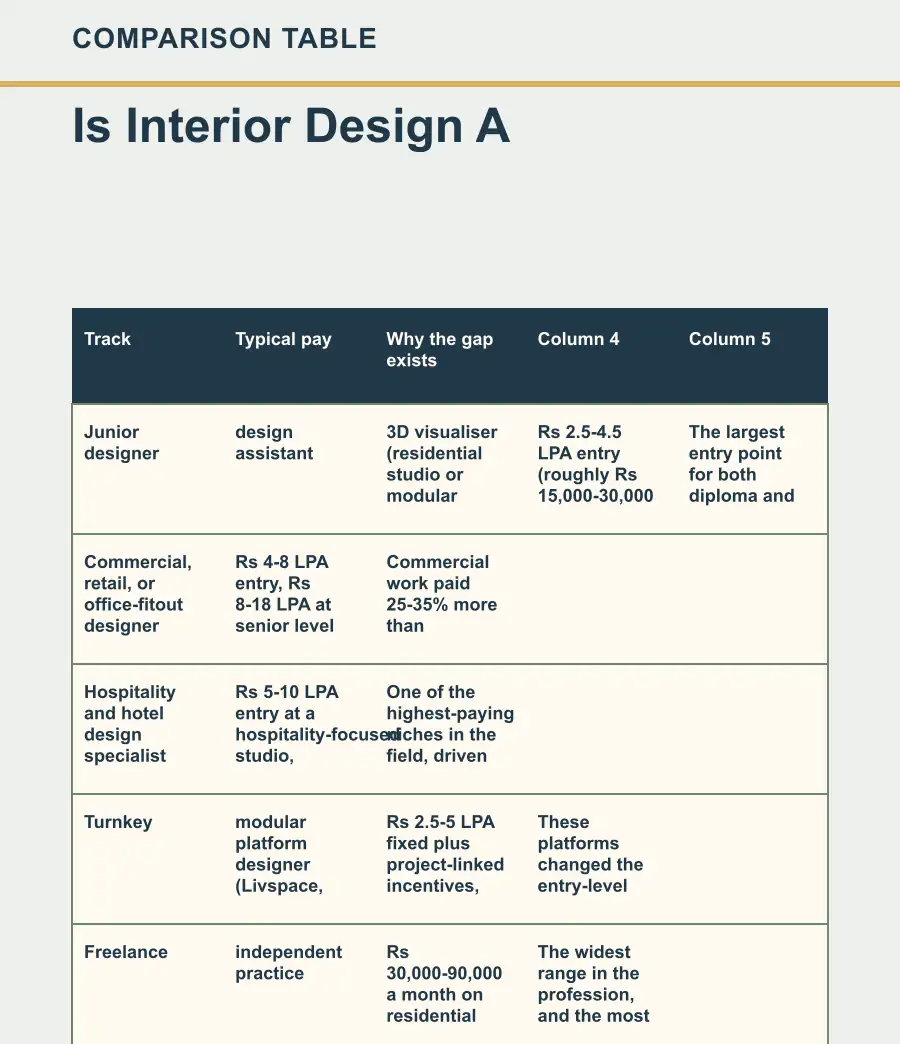 COMPARISON TABLE
Is Interior Design A
Track
Typical pay
Why the gap
exists
Column 4
Column 5
Junior
designer
design
assistant
3D visualiser
(residential
studio or
modular
Rs 2.5-4.5
LPA entry
(roughly Rs
15,000-30,000
The largest
entry point
for both
diploma and
Commercial,
retail, or
office-fitout
designer
Rs 4-8 LPA
entry, Rs
8-18 LPA at
senior level
Commercial
work paid
25-35% more
than
Hospitality
and hotel
design
specialist
Rs 5-10 LPA
entry at a
hospitality-focused
studio,
One of the
highest-paying
niches in the
field, driven
Turnkey
modular
platform
designer
(Livspace,
Rs 2.5-5 LPA
fixed plus
project-linked
incentives,
These
platforms
changed the
entry-level
Freelance
independent
practice
Rs
30,000-90,000
a month on
residential
The widest
range in the
profession,
and the most